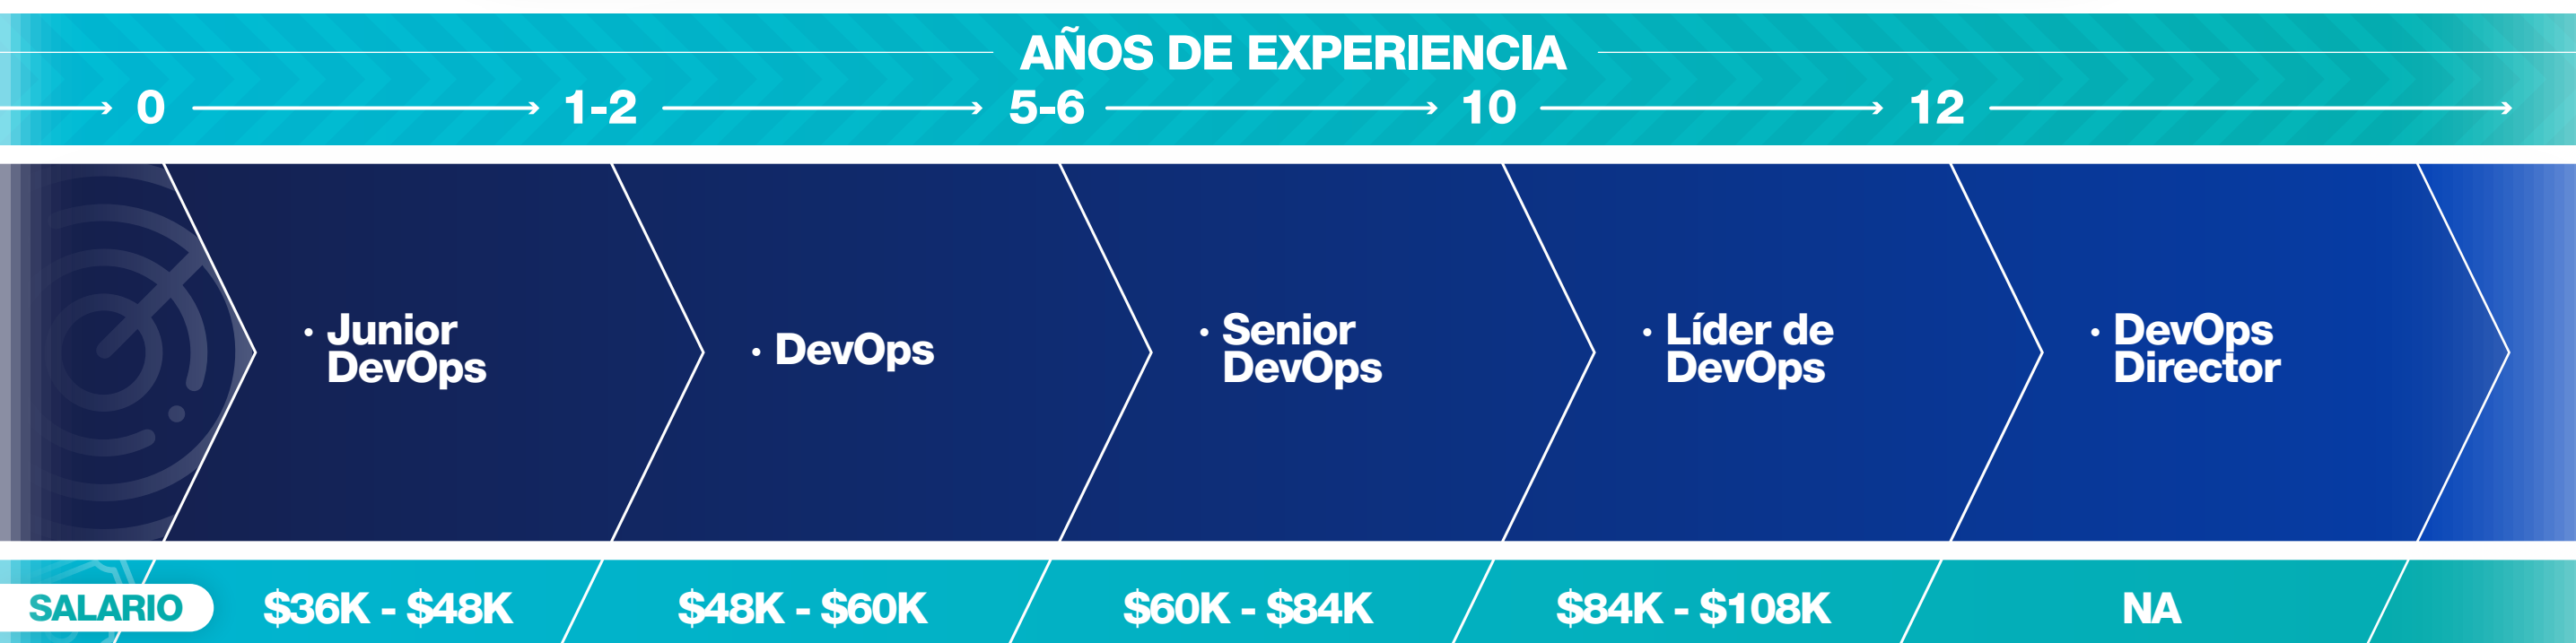 AÑOS DE EXPERIENCIA
0 1-2 5-6 10 12
• Junior
DevOps
• DevOps
• Senior
DevOps
• Líder de
DevOps
• DevOps
Director
SALARIO $36K - $48K $48K - $60K $60K - $84K $84K - $108K NA